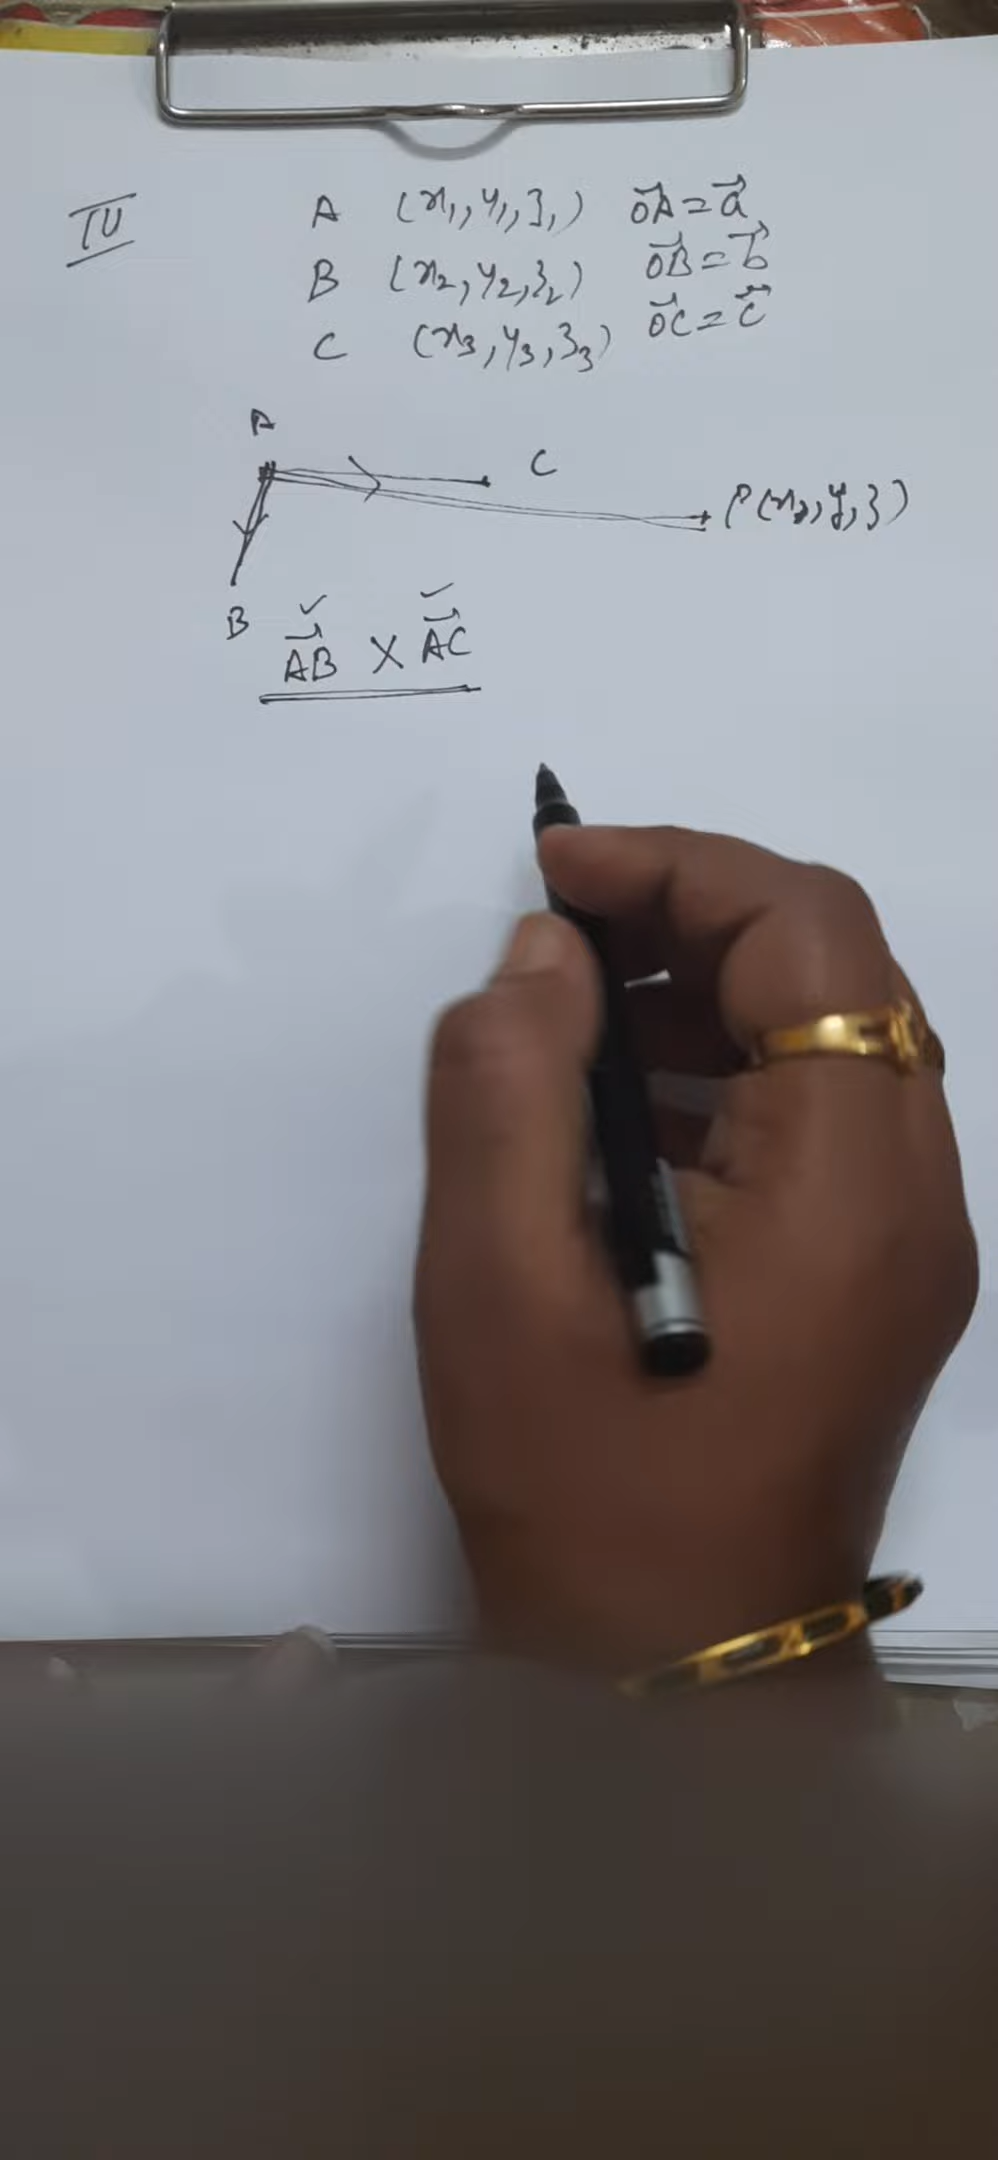 IV
A (x₁, y₁, z₁) →OA = →a
B (x₂, y₂, z₂) →OB = →b
C (x₃, y₃, z₃) →OC = →c
A
C
P(x, y, z)
B
→AB × →AC